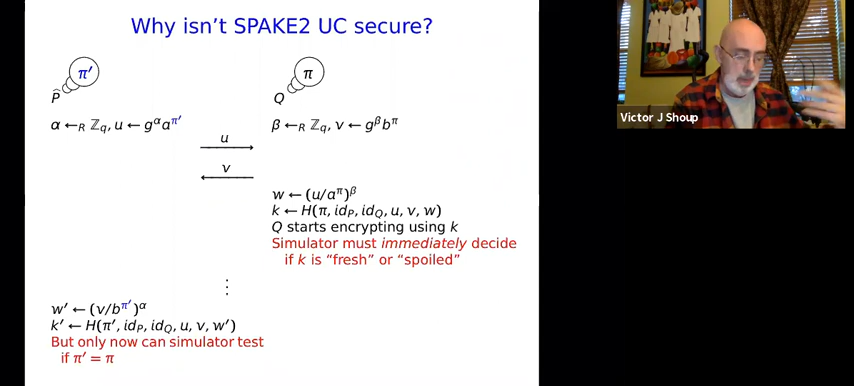 Why isn't SPAKE2 UC secure?
π′
π
P̂
Q
α ←R ℤq, u ← g^α a^π′
β ←R ℤq, v ← g^β b^π
u
v
w ← (u/a^π)^β
k ← H(π, idP, idQ, u, v, w)
Q starts encrypting using k
Simulator must immediately decide
if k is “fresh” or “spoiled”
⋮
w′ ← (v/b^π′)^α
k′ ← H(π′, idP, idQ, u, v, w′)
But only now can simulator test
if π′ = π
Victor J Shoup